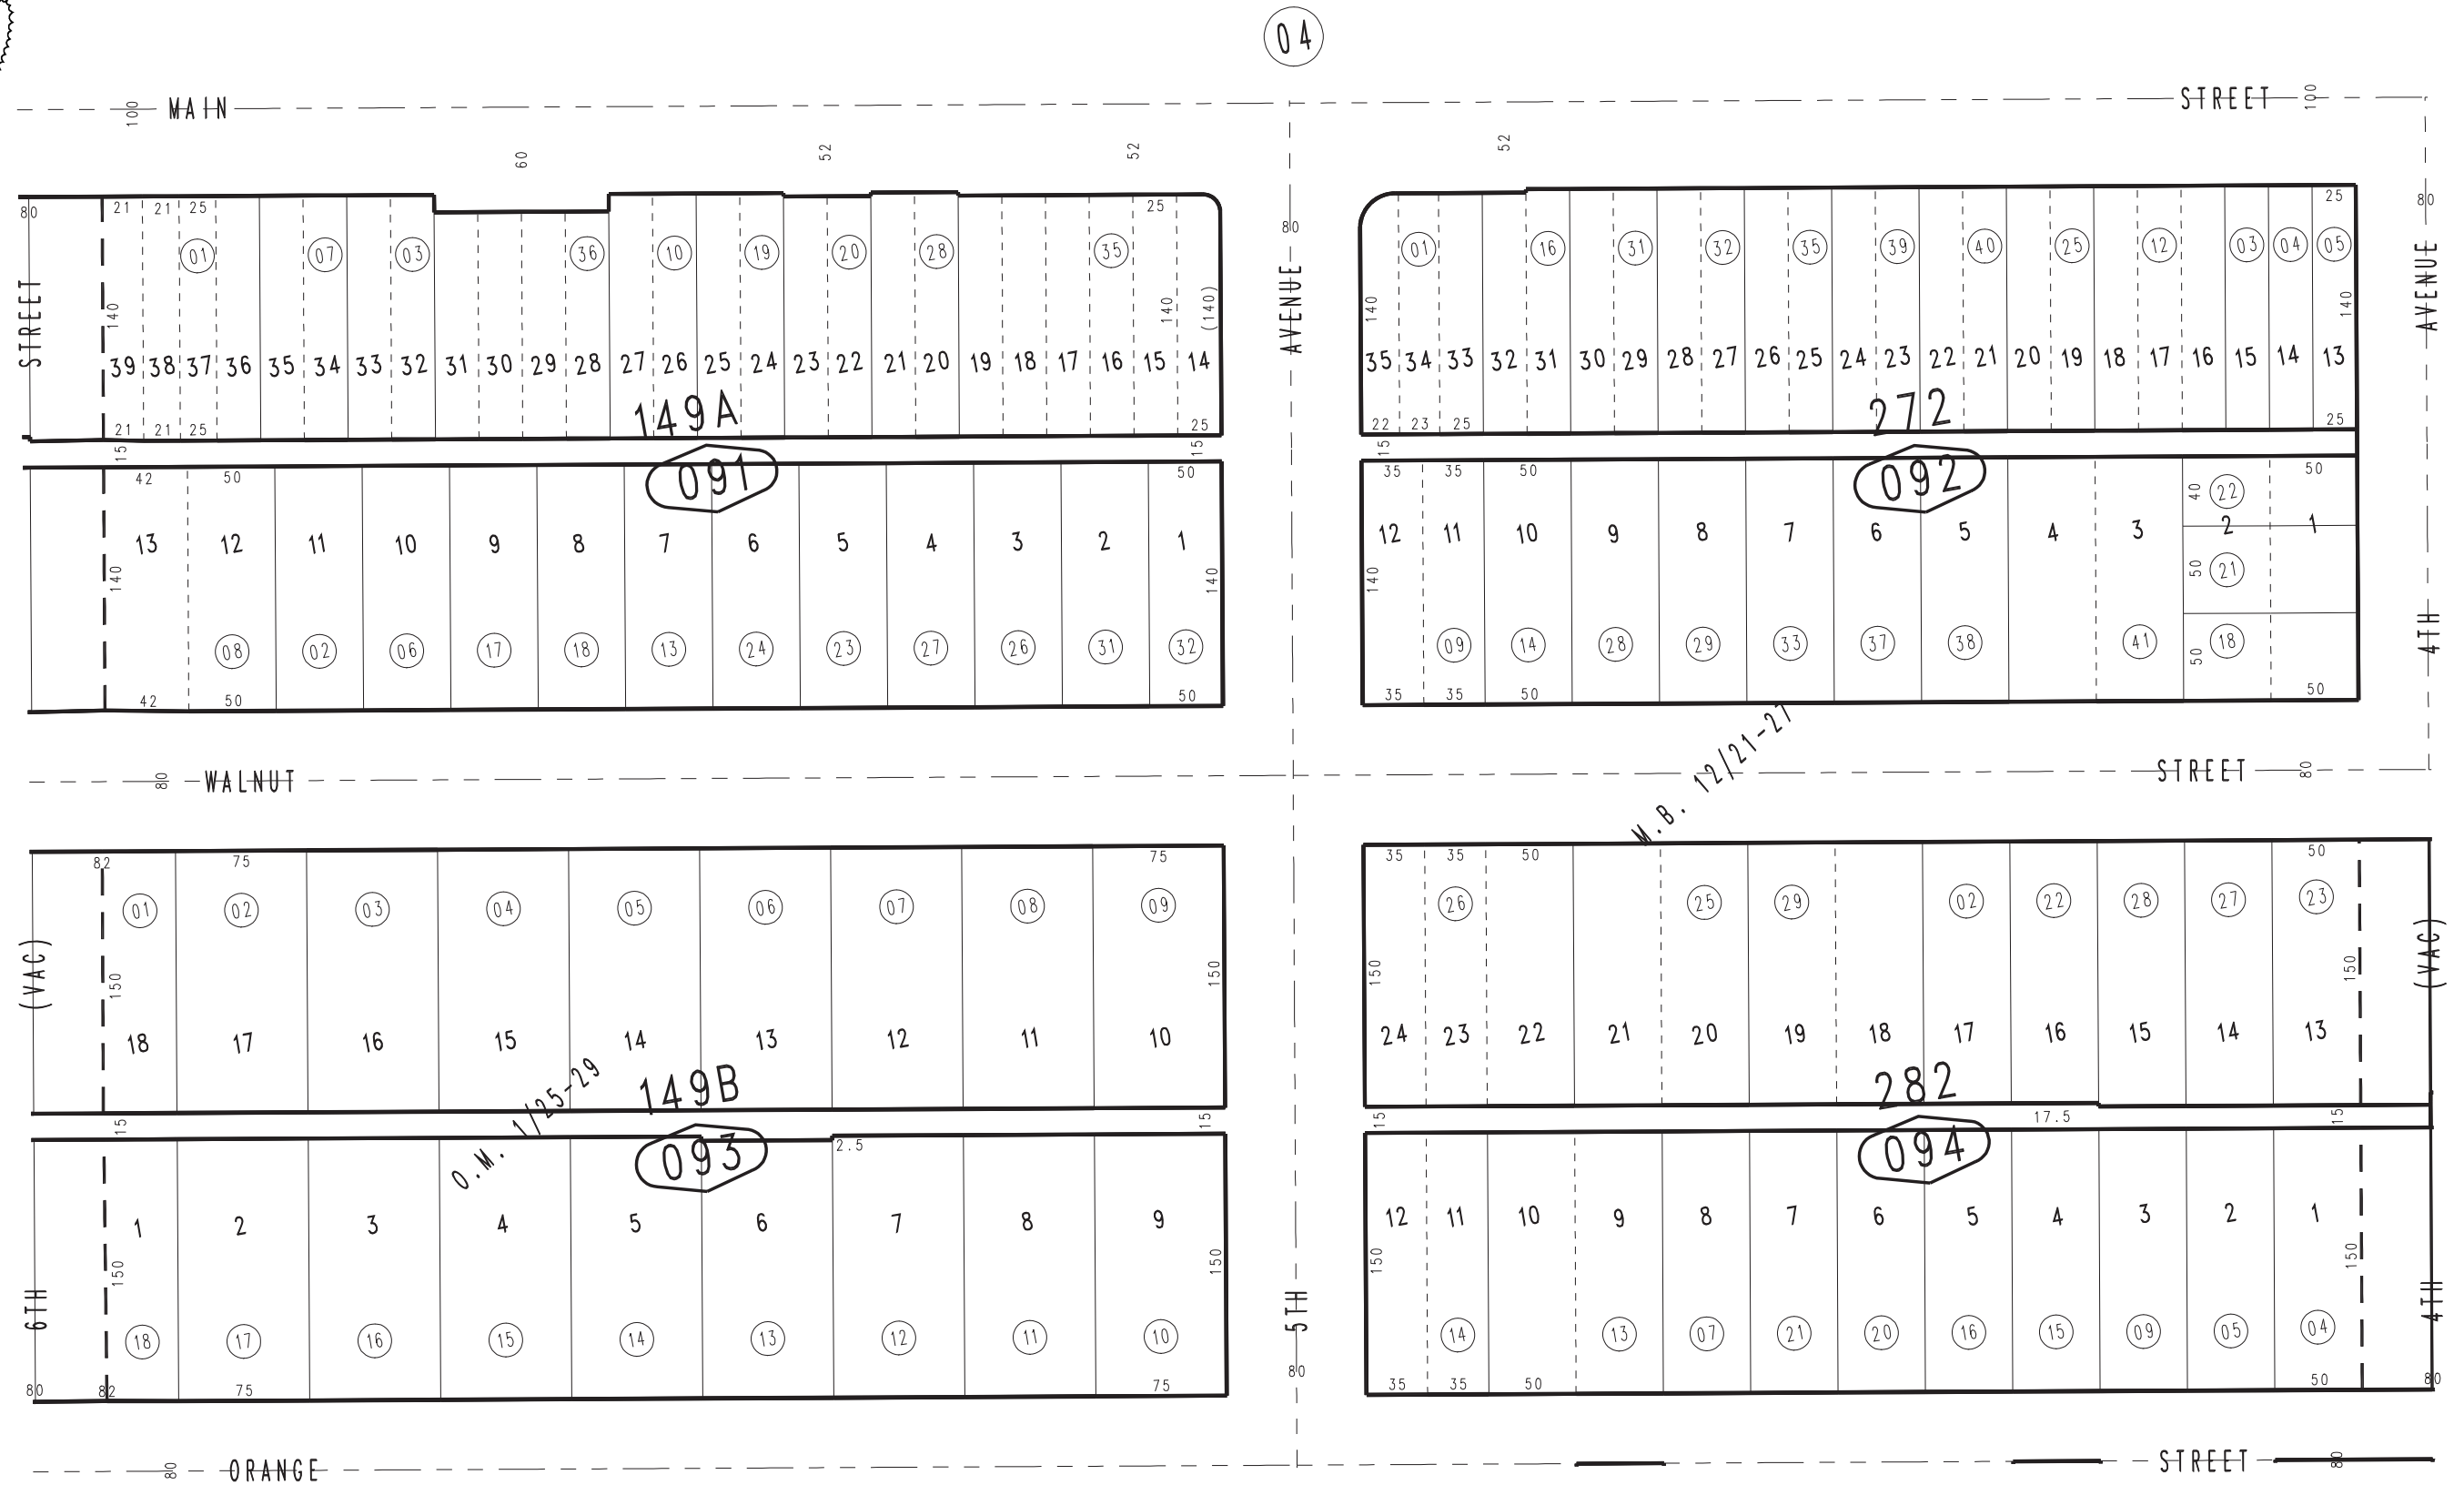 04
MAIN STREET
100 100
60 52 52 52
80 21 21 25 25 80 25 80
01 07 03 36 10 19 20 28 35 01 16 31 32 35 39 40 25 12 03 04 05
STREET 140 140 (140) AVENUE 140 140 AVENUE
39 38 37 36 35 34 33 32 31 30 29 28 27 26 25 24 23 22 21 20 19 18 17 16 15 14 35 34 33 32 31 30 29 28 27 26 25 24 23 22 21 20 19 18 17 16 15 14 13
149A 272
21 21 25 25 22 23 25 25
15 15 15
091 092
42 50 50 35 35 50 50
40 22
13 12 11 10 9 8 7 6 5 4 3 2 1 12 11 10 9 8 7 6 5 4 3 2 1
140 140 140 50 21
08 02 06 17 18 13 24 23 27 26 31 32 09 14 28 29 33 37 38 41 50 18 4TH
42 50 50 35 35 50 50
M.B. 12/21-27
80 WALNUT STREET 80
82 75 75 35 35 50 50
01 02 03 04 05 06 07 08 09 26 25 29 02 22 28 27 23
(VAC) 150 150 150 150 (VAC)
18 17 16 15 14 13 12 11 10 24 23 22 21 20 19 18 17 16 15 14 13
149B 282
O.M. 1/25-29
15 15 15 17.5 15
093 2.5 094
1 2 3 4 5 6 7 8 9 12 11 10 9 8 7 6 5 4 3 2 1
150 150 150 150
6TH 5TH 4TH
18 17 16 15 14 13 12 11 10 14 13 07 21 20 16 15 09 05 04
80 82 75 75 80 35 35 50 50 80
80 ORANGE STREET 80